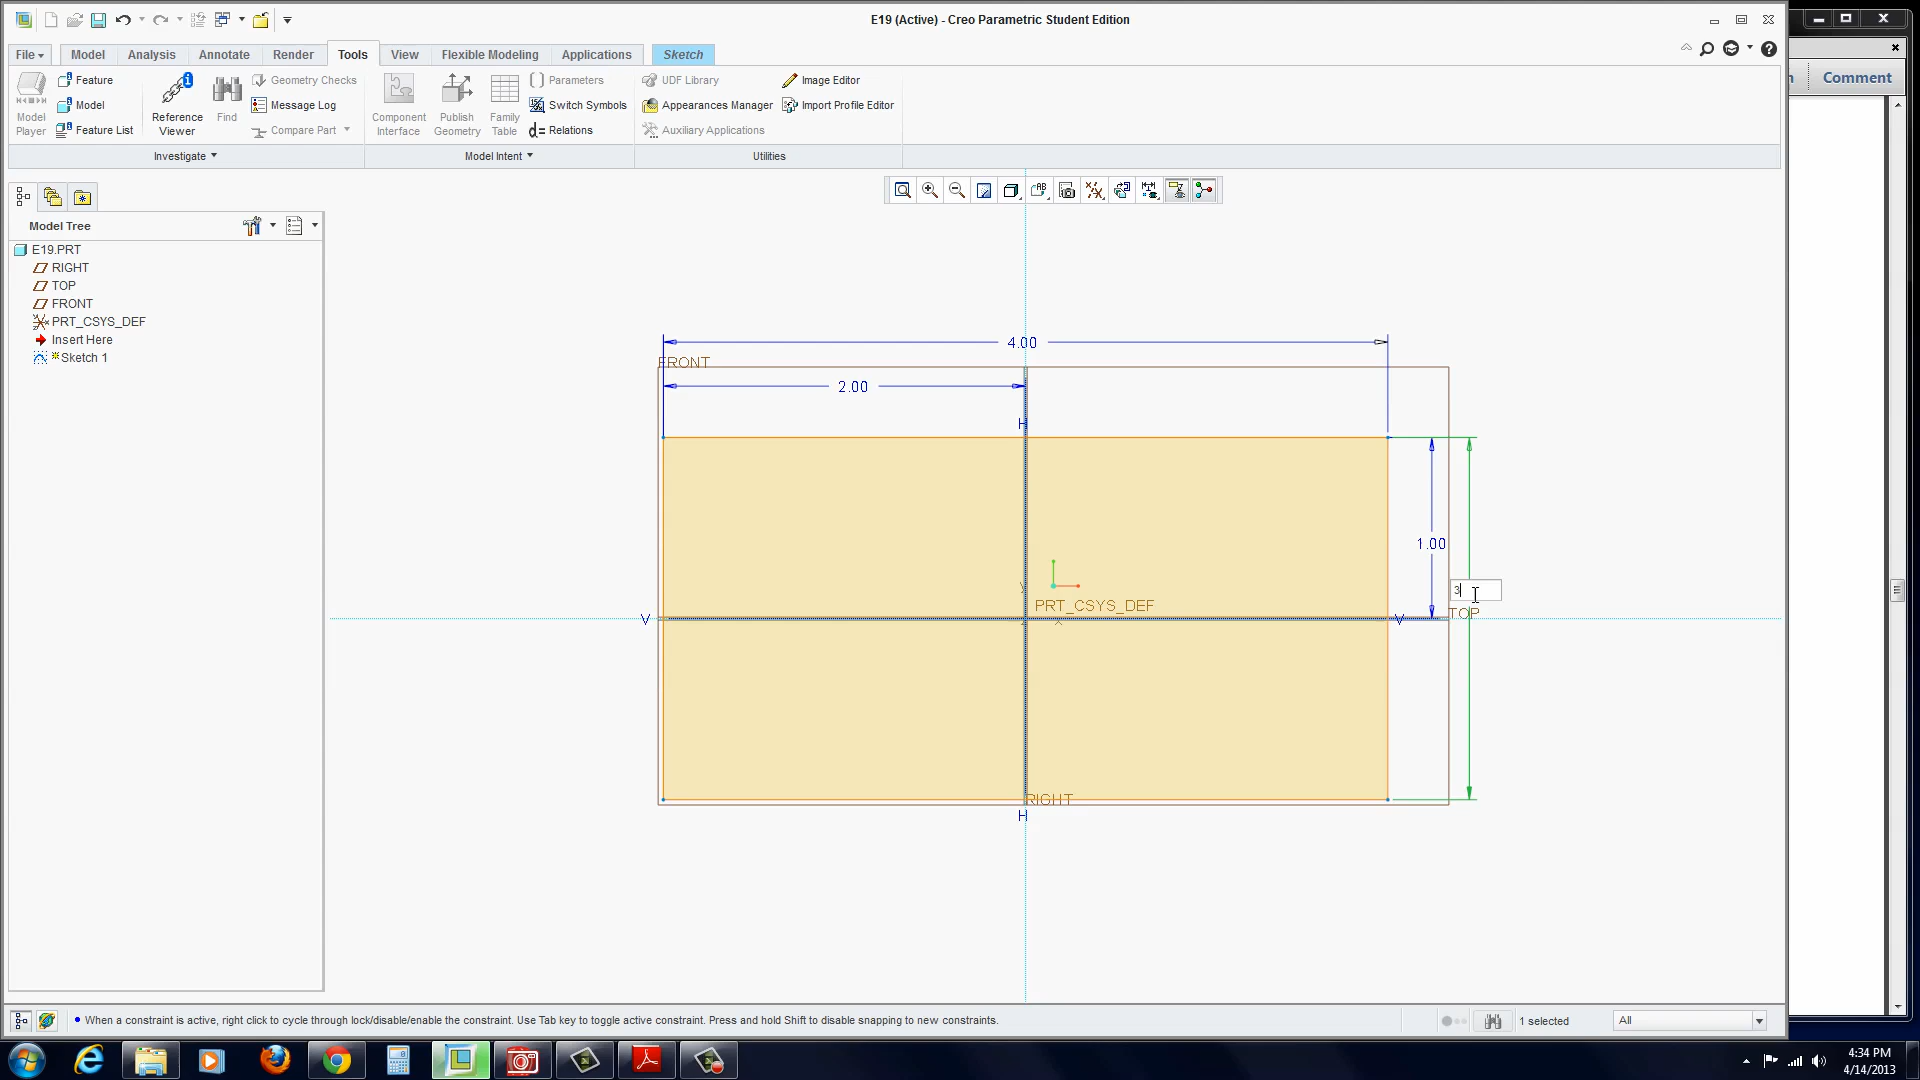 E19 (Active) - Creo Parametric Student Edition
File
Model
Analysis
Annotate
Render
Tools
View
Flexible Modeling
Applications
Sketch
Comment
Model Player
Feature
Model
Feature List
Reference Viewer
Find
Geometry Checks
Message Log
Compare Part
Component Interface
Publish Geometry
Family Table
Parameters
Switch Symbols
d= Relations
UDF Library
Appearances Manager
Auxiliary Applications
Image Editor
Import Profile Editor
Investigate
Model Intent
Utilities
Model Tree
E19.PRT
RIGHT
TOP
FRONT
PRT_CSYS_DEF
Insert Here
Sketch 1
4.00
FRONT
2.00
H
1.00
3
PRT_CSYS_DEF
TOP
V
V
RIGHT
H
When a constraint is active, right click to cycle through lock/disable/enable the constraint. Use Tab key to toggle active constraint. Press and hold Shift to disable snapping to new constraints.
1 selected
All
4:34 PM
4/14/2013